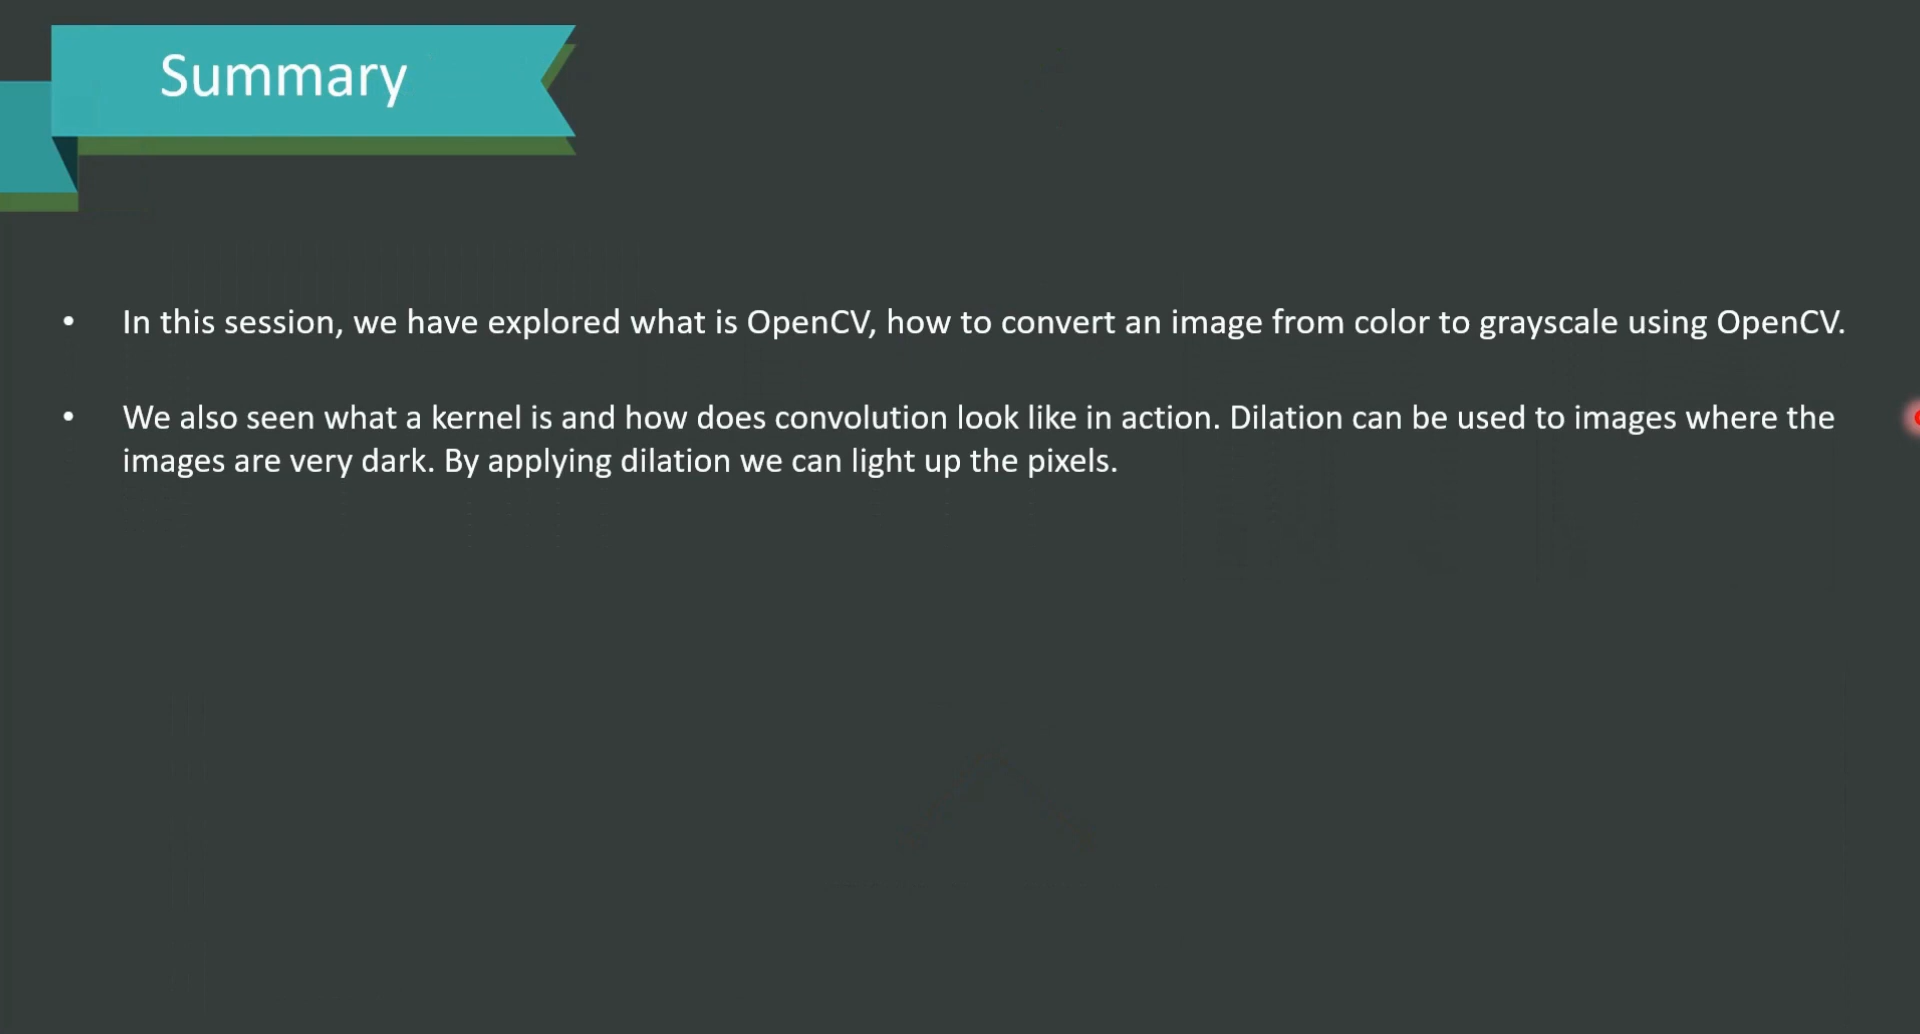 Summary
• In this session, we have explored what is OpenCV, how to convert an image from color to grayscale using OpenCV.
• We also seen what a kernel is and how does convolution look like in action. Dilation can be used to images where the
images are very dark. By applying dilation we can light up the pixels.